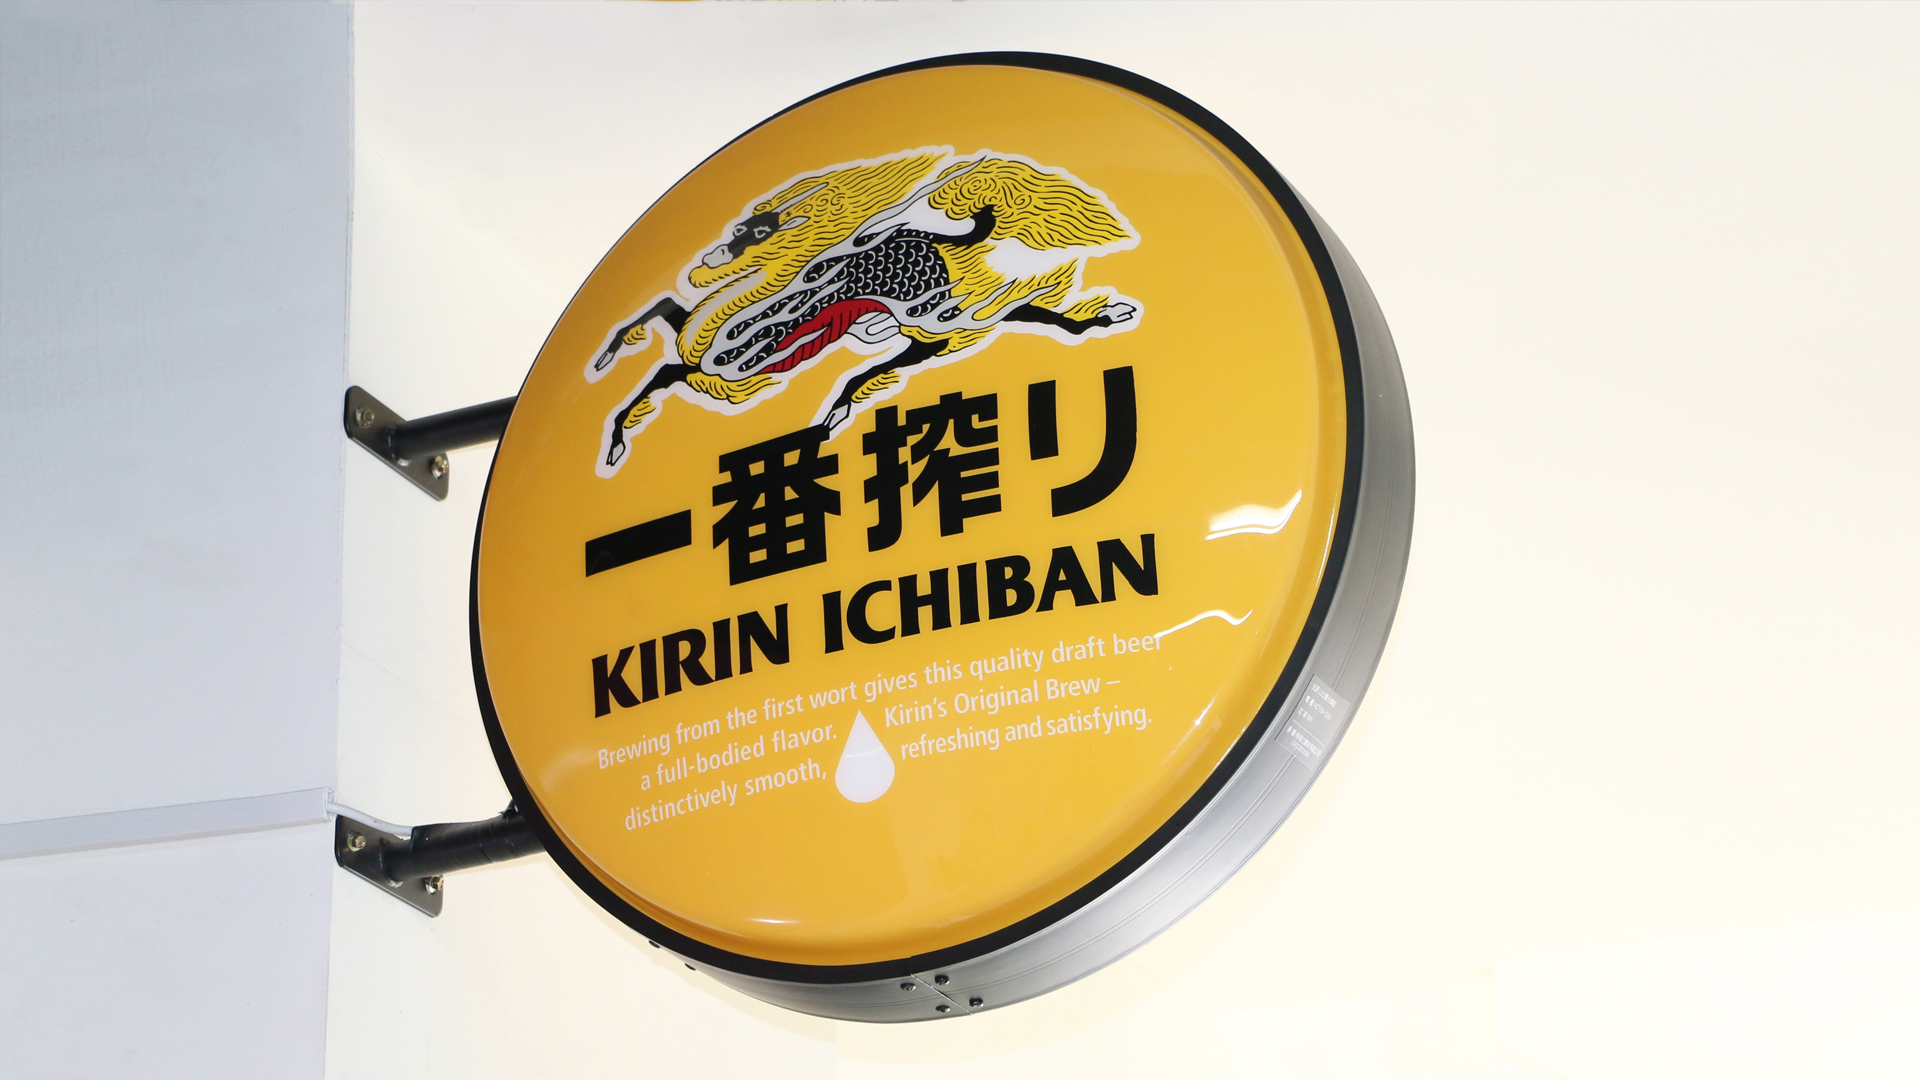 一番搾り
KIRIN ICHIBAN
Brewing from the first wort gives this quality draft beer
a full-bodied flavor. Kirin's Original Brew –
distinctively smooth, refreshing and satisfying.